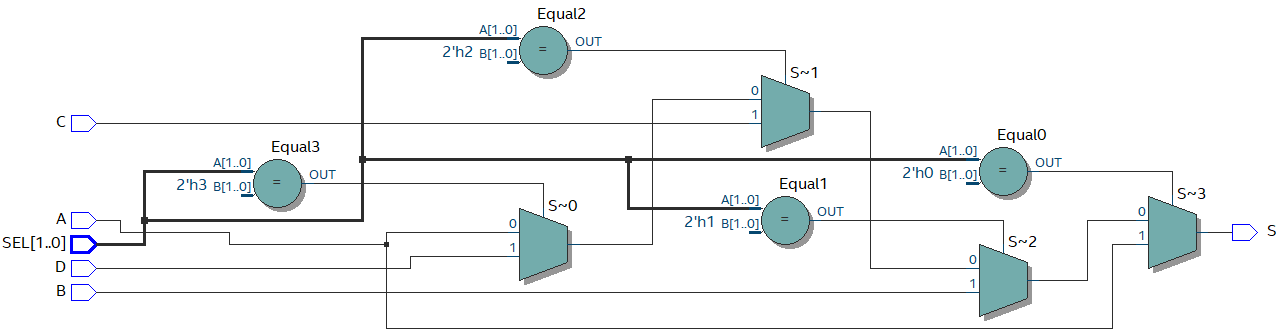 Equal2
A[1..0]
OUT
2'h2 B[1..0]
S~1
0
C
1
Equal0
Equal3
A[1..0]
OUT
A[1..0]
2'h0 B[1..0]
OUT
2'h3 B[1..0]
Equal1
S~3
A[1..0]
OUT
2'h1 B[1..0]
S~0
A
0
0
1
S
SEL[1..0]
1
S~2
D
0
B
1